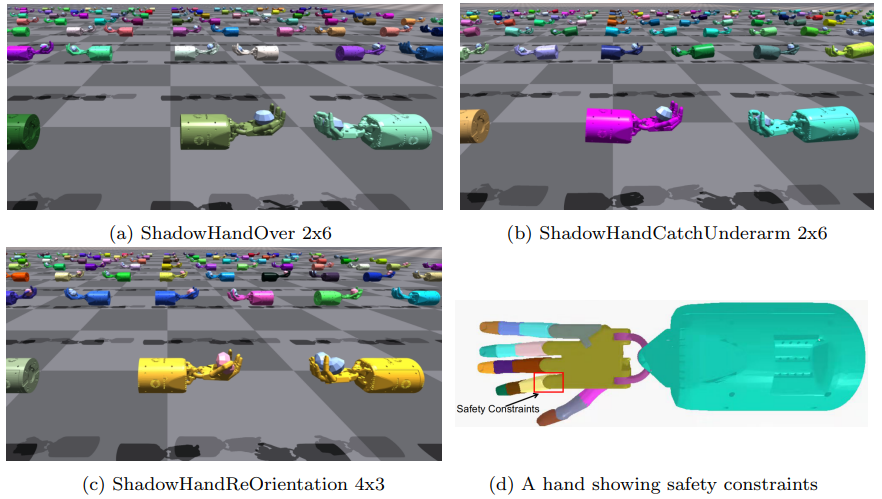 (a) ShadowHandOver 2x6
(b) ShadowHandCatchUnderarm 2x6
Safety Constraints
(c) ShadowHandReOrientation 4x3
(d) A hand showing safety constraints